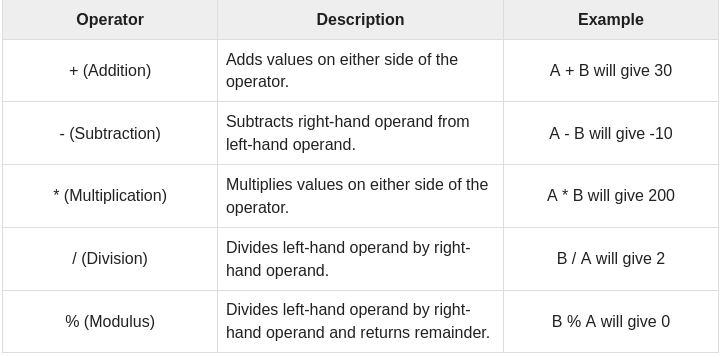 Operator Description Example
+ (Addition) Adds values on either side of the
operator. A + B will give 30
- (Subtraction) Subtracts right-hand operand from
left-hand operand. A - B will give -10
* (Multiplication) Multiplies values on either side of the
operator. A * B will give 200
/ (Division) Divides left-hand operand by right-
hand operand. B / A will give 2
% (Modulus) Divides left-hand operand by right-
hand operand and returns remainder. B % A will give 0